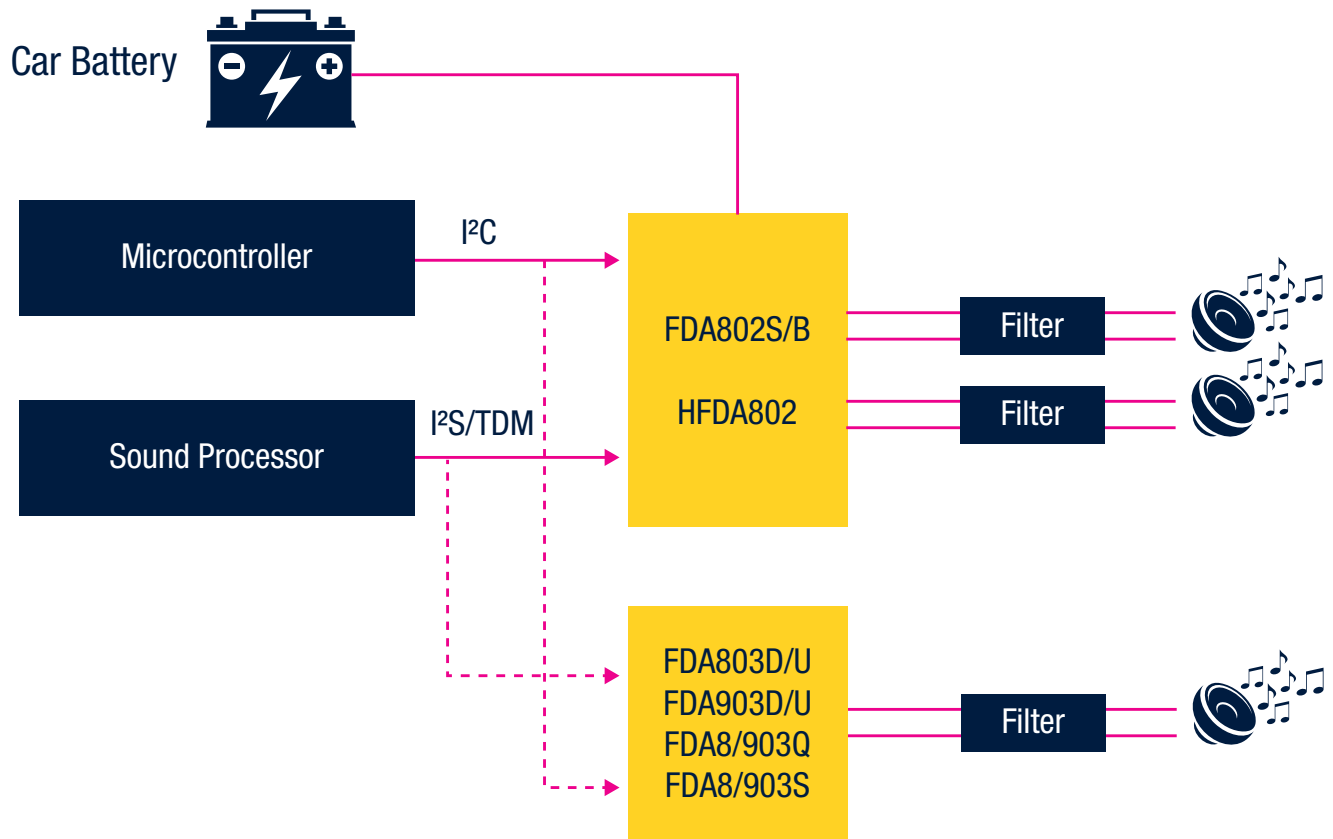 Car Battery
Microcontroller
I²C
Sound Processor
I²S/TDM
FDA802S/B
HFDA802
Filter
Filter
FDA803D/U
FDA903D/U
FDA8/903Q
FDA8/903S
Filter